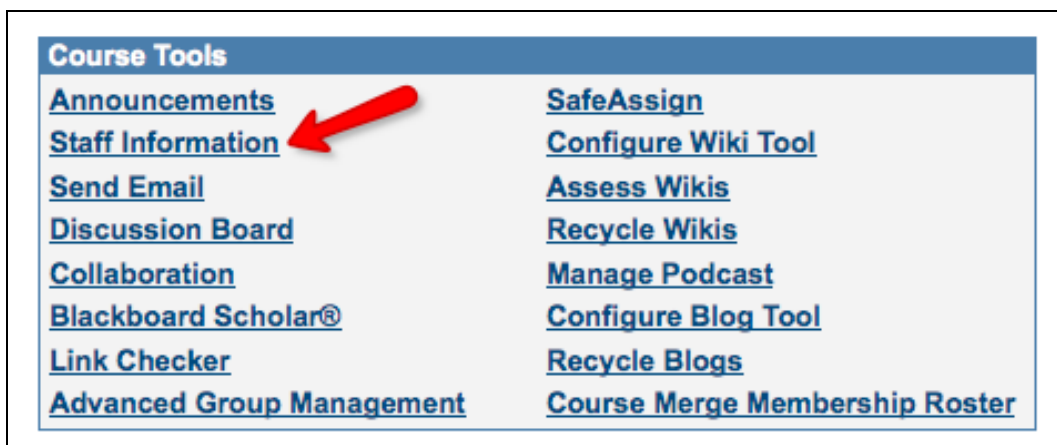 Course Tools
Announcements
Staff Information
Send Email
Discussion Board
Collaboration
Blackboard Scholar®
Link Checker
Advanced Group Management
SafeAssign
Configure Wiki Tool
Assess Wikis
Recycle Wikis
Manage Podcast
Configure Blog Tool
Recycle Blogs
Course Merge Membership Roster